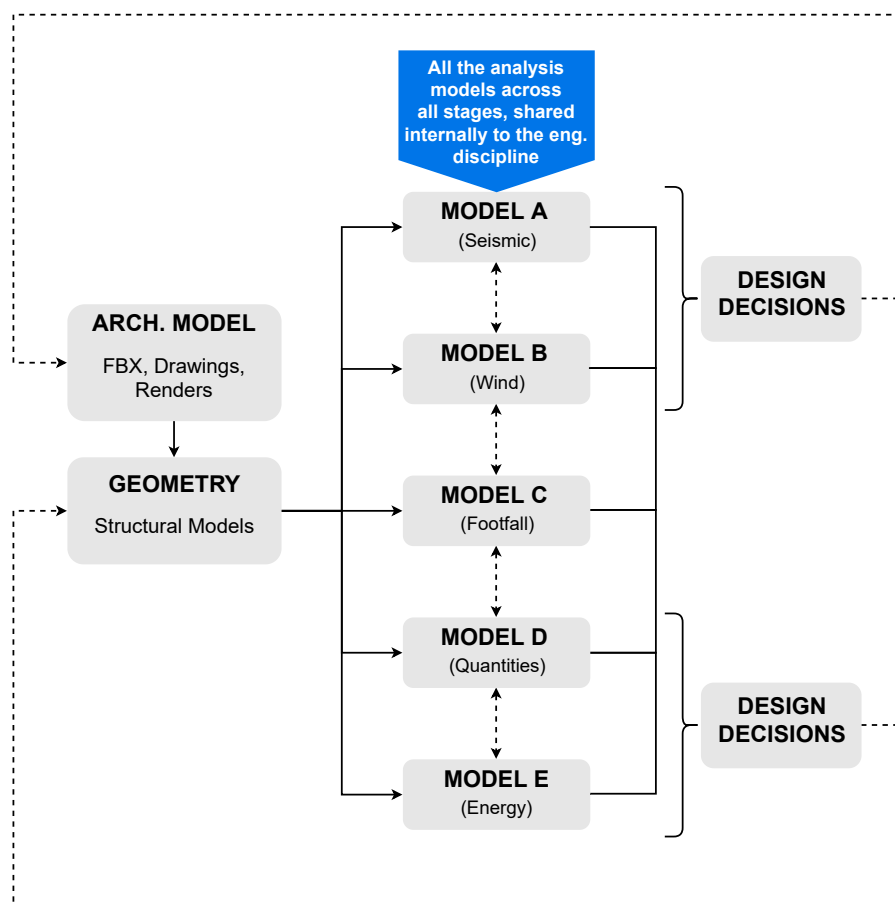 All the analysis
models across
all stages, shared
internally to the eng.
discipline
MODEL A
(Seismic)
DESIGN
DECISIONS
ARCH. MODEL
FBX, Drawings,
Renders
MODEL B
(Wind)
GEOMETRY
Structural Models
MODEL C
(Footfall)
MODEL D
(Quantities)
DESIGN
DECISIONS
MODEL E
(Energy)